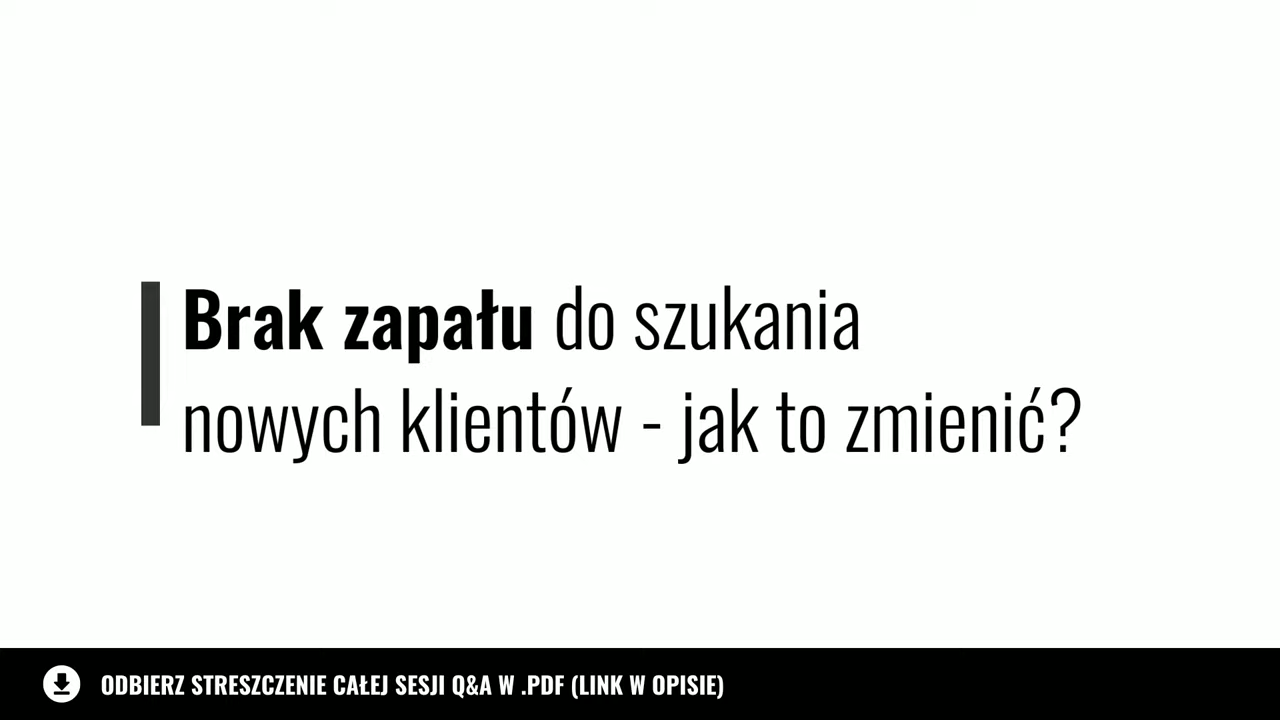 Brak zapału do szukania
nowych klientów - jak to zmienić?
ODBIERZ STRESZCZENIE CAŁEJ SESJI Q&A W .PDF (LINK W OPISIE)